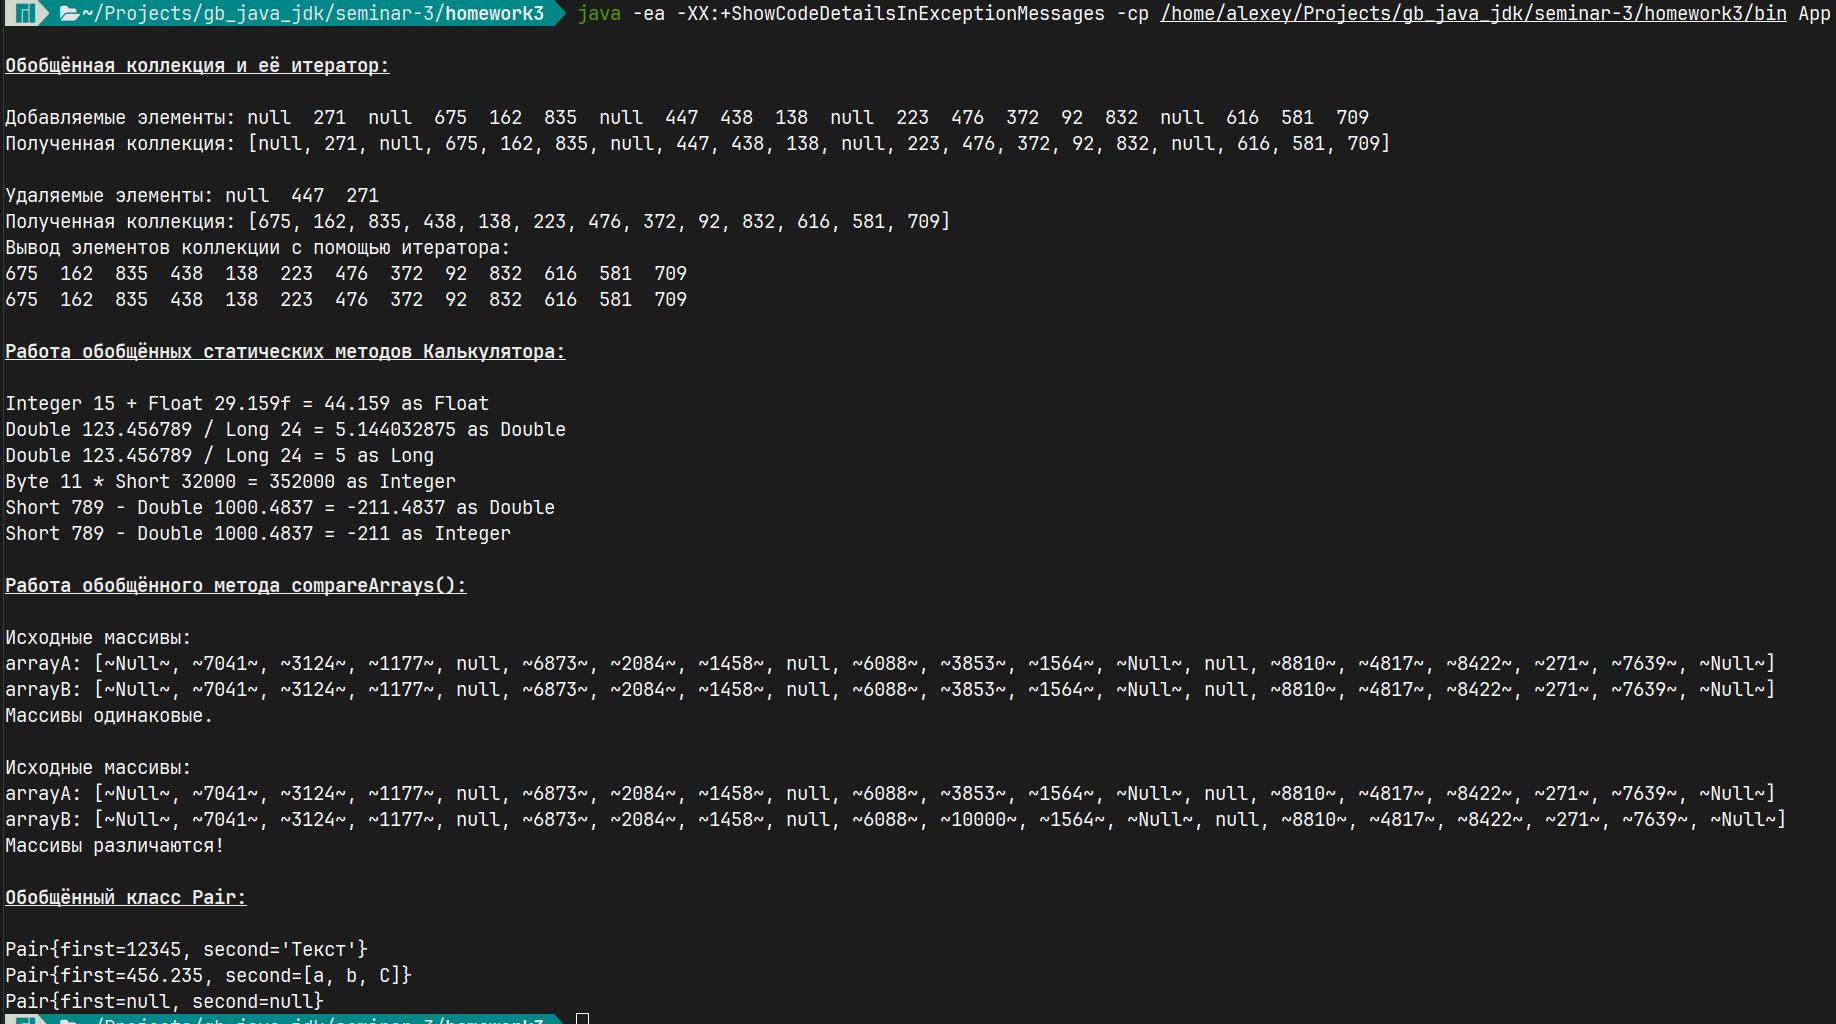 ~/Projects/gb_java_jdk/seminar-3/homework3 java -ea -XX:+ShowCodeDetailsInExceptionMessages -cp /home/alexey/Projects/gb_java_jdk/seminar-3/homework3/bin App
Обобщённая коллекция и её итератор:
Добавляемые элементы: null  271  null  675  162  835  null  447  438  138  null  223  476  372  92  832  null  616  581  709
Полученная коллекция: [null, 271, null, 675, 162, 835, null, 447, 438, 138, null, 223, 476, 372, 92, 832, null, 616, 581, 709]
Удаляемые элементы: null  447  271
Полученная коллекция: [675, 162, 835, 438, 138, 223, 476, 372, 92, 832, 616, 581, 709]
Вывод элементов коллекции с помощью итератора:
675  162  835  438  138  223  476  372  92  832  616  581  709
675  162  835  438  138  223  476  372  92  832  616  581  709
Работа обобщённых статических методов Калькулятора:
Integer 15 + Float 29.159f = 44.159 as Float
Double 123.456789 / Long 24 = 5.144032875 as Double
Double 123.456789 / Long 24 = 5 as Long
Byte 11 * Short 32000 = 352000 as Integer
Short 789 - Double 1000.4837 = -211.4837 as Double
Short 789 - Double 1000.4837 = -211 as Integer
Работа обобщённого метода compareArrays():
Исходные массивы:
arrayA: [~Null~, ~7041~, ~3124~, ~1177~, null, ~6873~, ~2084~, ~1458~, null, ~6088~, ~3853~, ~1564~, ~Null~, null, ~8810~, ~4817~, ~8422~, ~271~, ~7639~, ~Null~]
arrayB: [~Null~, ~7041~, ~3124~, ~1177~, null, ~6873~, ~2084~, ~1458~, null, ~6088~, ~3853~, ~1564~, ~Null~, null, ~8810~, ~4817~, ~8422~, ~271~, ~7639~, ~Null~]
Массивы одинаковые.
Исходные массивы:
arrayA: [~Null~, ~7041~, ~3124~, ~1177~, null, ~6873~, ~2084~, ~1458~, null, ~6088~, ~3853~, ~1564~, ~Null~, null, ~8810~, ~4817~, ~8422~, ~271~, ~7639~, ~Null~]
arrayB: [~Null~, ~7041~, ~3124~, ~1177~, null, ~6873~, ~2084~, ~1458~, null, ~6088~, ~10000~, ~1564~, ~Null~, null, ~8810~, ~4817~, ~8422~, ~271~, ~7639~, ~Null~]
Массивы различаются!
Обобщённый класс Pair:
Pair{first=12345, second='Текст'}
Pair{first=456.235, second=[a, b, C]}
Pair{first=null, second=null}
~/Projects/gb_java_jdk/seminar-3/homework3